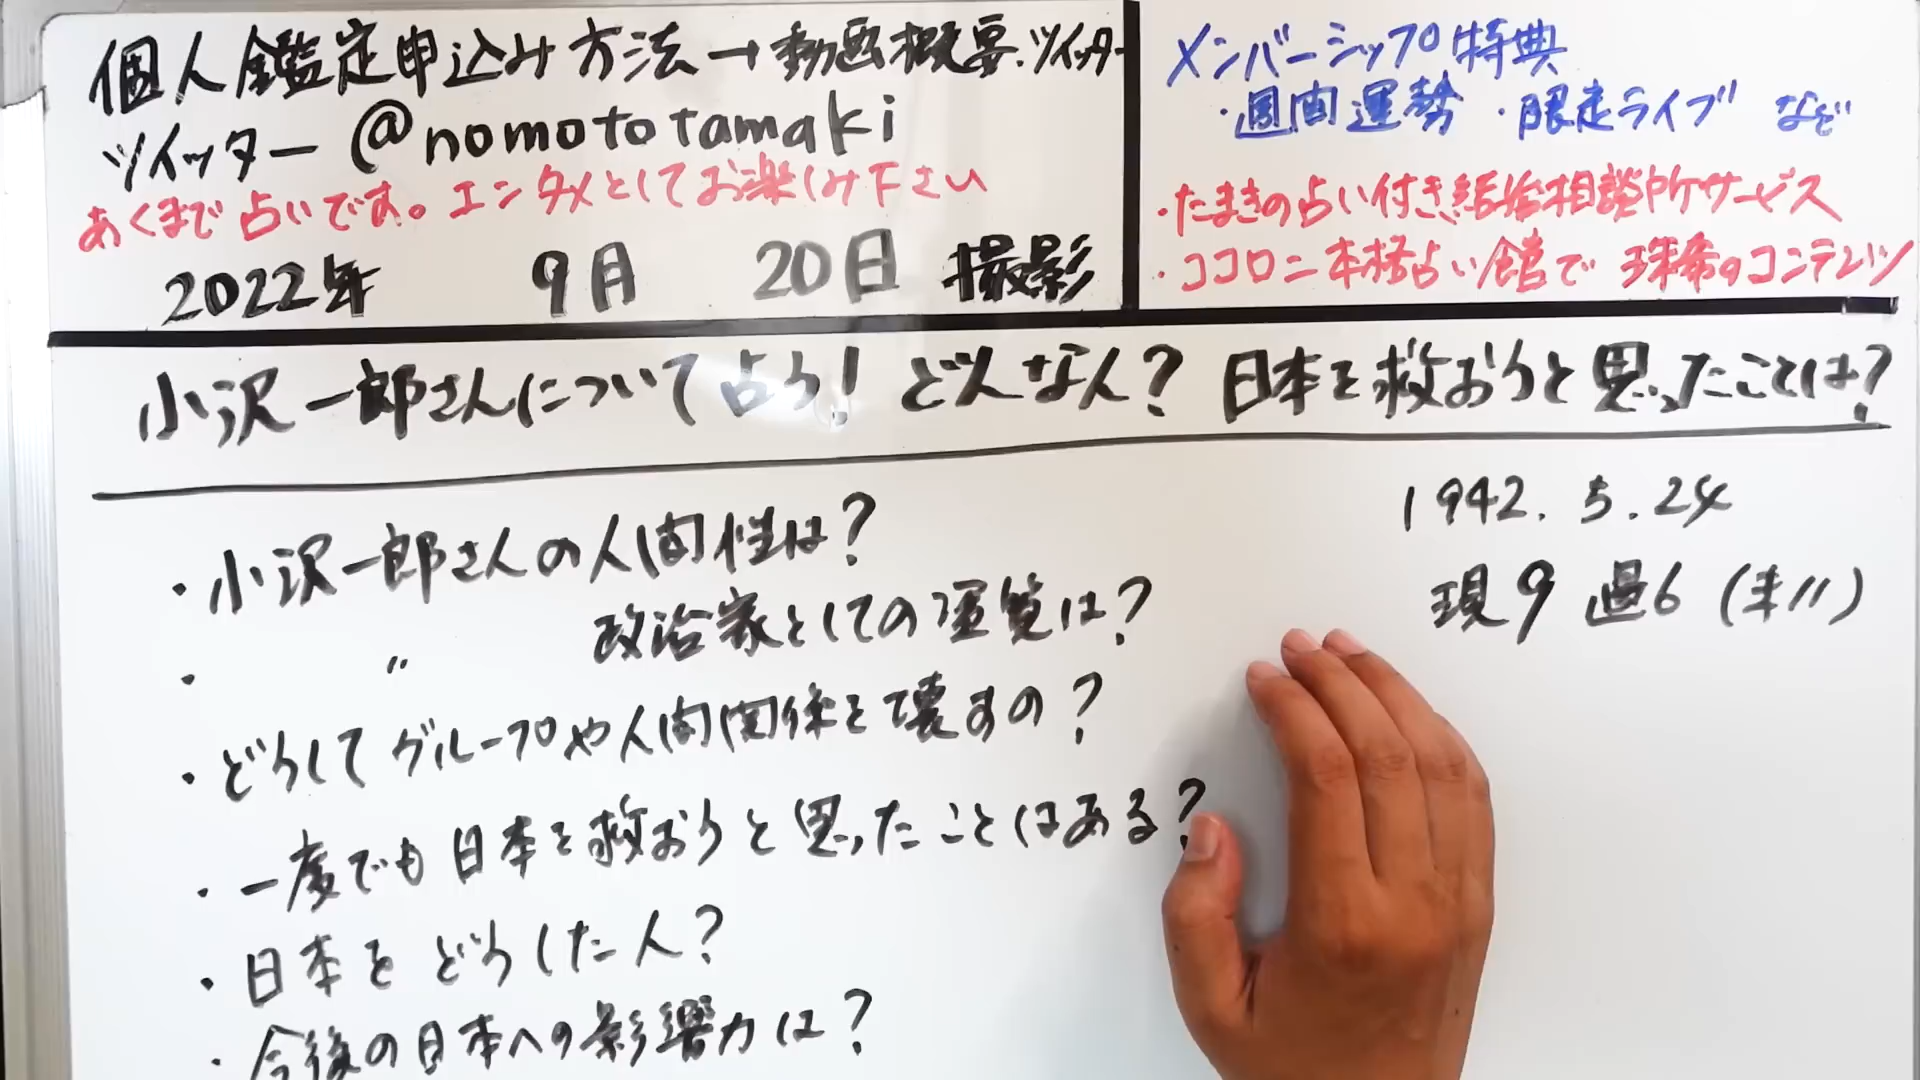 個人鑑定申込み方法→動画概要.ツイッター
ツイッター @nomototamaki
あくまで占いです。エンタメとしてお楽しみ下さい
2022年 9月 20日 撮影
メンバーシップ特典
・週間運勢 ・限定ライブ など
・たまきの占い付き結婚相談所サービス
・ココロニ本格占い館で 珠希のコンテンツ
小沢一郎さんについて占う! どんな人? 日本を救おうと思ったことは?
1942. 5. 24
現9 過6 (未11)
・小沢一郎さんの人間性は?
・ 〃 政治家としての運質は?
・どうしてグループや人間関係を壊すの?
・一度でも日本を救おうと思ったことはある?
・日本をどうした人?
・今後の日本への影響力は?